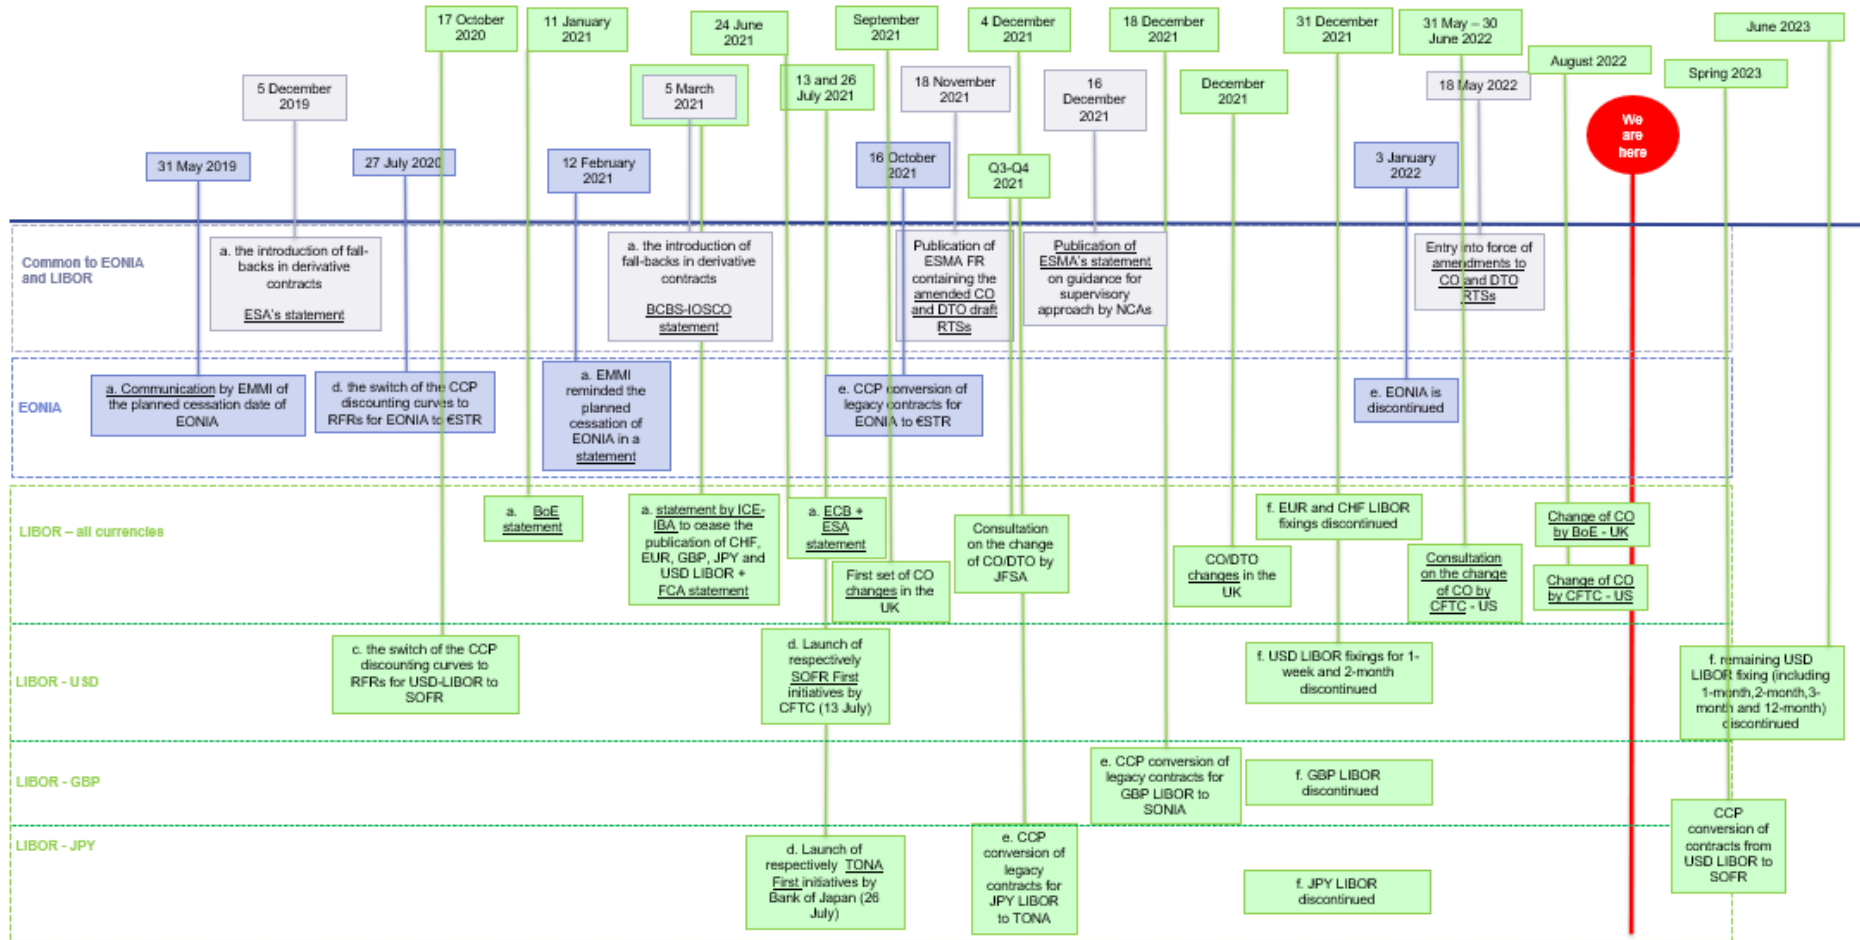 17 October
2020
11 January
2021
24 June
2021
September
2021
4 December
2021
18 December
2021
31 December
2021
31 May – 30
June 2022
June 2023
August 2022
Spring 2023
5 December
2019
5 March
2021
13 and 26
July 2021
18 November
2021
16
December
2021
December
2021
18 May 2022
We
are
here
31 May 2019
27 July 2020
12 February
2021
16 October
2021
Q3-Q4
2021
3 January
2022
Common to EONIA
and LIBOR
a. the introduction of fall-
backs in derivative
contracts
ESA's statement
a. the introduction of
fall-backs in derivative
contracts
BCBS-IOSCO
statement
Publication of
ESMA FR
containing the
amended CO
and DTO draft
RTSs
Publication of
ESMA's statement
on guidance for
supervisory
approach by NCAs
Entry into force of
amendments to
CO and DTO
RTSs
EONIA
a. Communication by EMMI of
the planned cessation date of
EONIA
d. the switch of the CCP
discounting curves to
RFRs for EONIA to €STR
a. EMMI
reminded the
planned
cessation of
EONIA in a
statement
e. CCP conversion of
legacy contracts for
EONIA to €STR
e. EONIA is
discontinued
LIBOR – all currencies
a. BoE
statement
a. statement by ICE-
IBA to cease the
publication of CHF,
EUR, GBP, JPY and
USD LIBOR +
FCA statement
a. ECB +
ESA
statement
First set of CO
changes in the
UK
Consultation
on the change
of CO/DTO by
JFSA
CO/DTO
changes in the
UK
f. EUR and CHF LIBOR
fixings discontinued
Consultation
on the change
of CO by
CFTC - US
Change of CO
by BoE - UK
Change of CO
by CFTC - US
LIBOR - USD
c. the switch of the CCP
discounting curves to
RFRs for USD-LIBOR to
SOFR
d. Launch of
respectively
SOFR First
initiatives by
CFTC (13 July)
f. USD LIBOR fixings for 1-
week and 2-month
discontinued
f. remaining USD
LIBOR fixing (including
1-month,2-month,3-
month and 12-month)
discontinued
LIBOR - GBP
e. CCP conversion of
legacy contracts for
GBP LIBOR to
SONIA
f. GBP LIBOR
discontinued
CCP
conversion of
contracts from
USD LIBOR to
SOFR
LIBOR - JPY
d. Launch of
respectively TONA
First initiatives by
Bank of Japan (26
July)
e. CCP
conversion of
legacy
contracts for
JPY LIBOR
to TONA
f. JPY LIBOR
discontinued